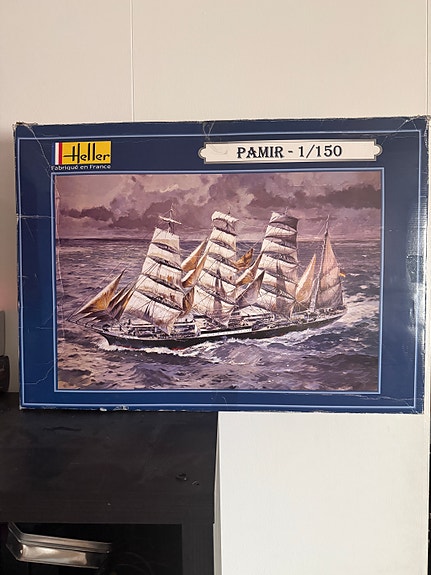 Heller
Fabriqué en France
PAMIR - 1/150